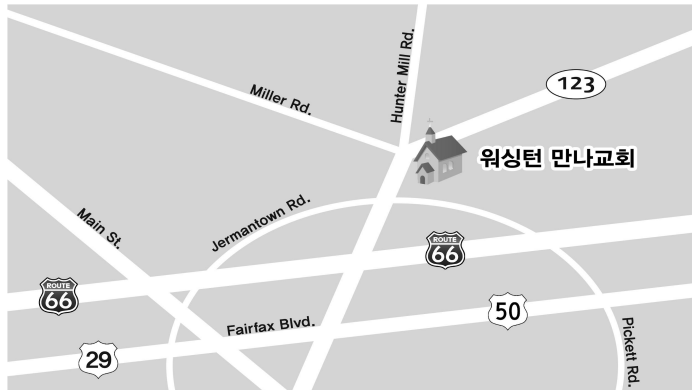 Hunter Mill Rd.
123
Miller Rd.
워싱턴 만나교회
Jermantown Rd.
Main St.
ROUTE
66
ROUTE
66
50
Fairfax Blvd.
Pickett Rd.
29